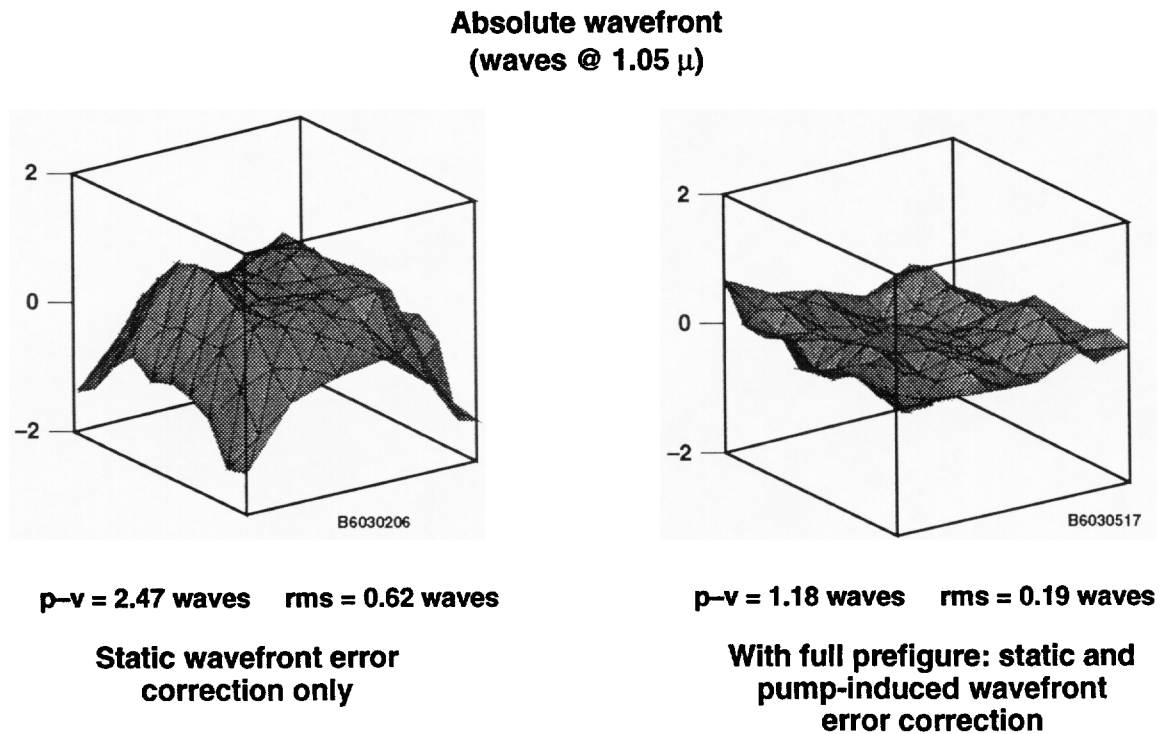 Absolute wavefront
(waves @ 1.05 μ)
2
0
−2
B6030206
p–v = 2.47 waves rms = 0.62 waves
Static wavefront error
correction only
2
0
−2
B6030517
p–v = 1.18 waves rms = 0.19 waves
With full prefigure: static and
pump-induced wavefront
error correction